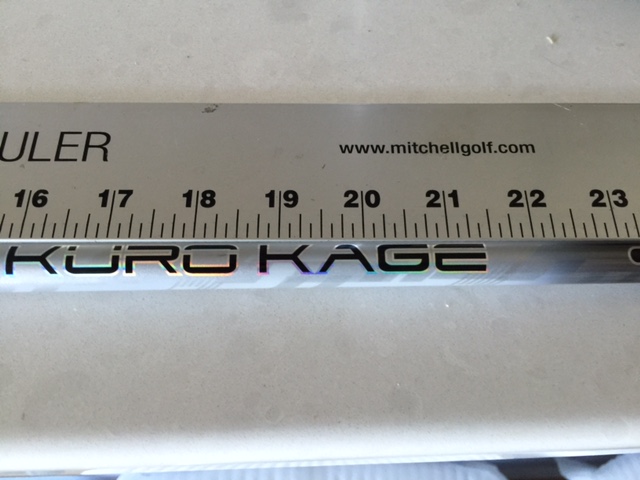 ULER
www.mitchellgolf.com
16 17 18 19 20 21 22 23
KURO KAGE